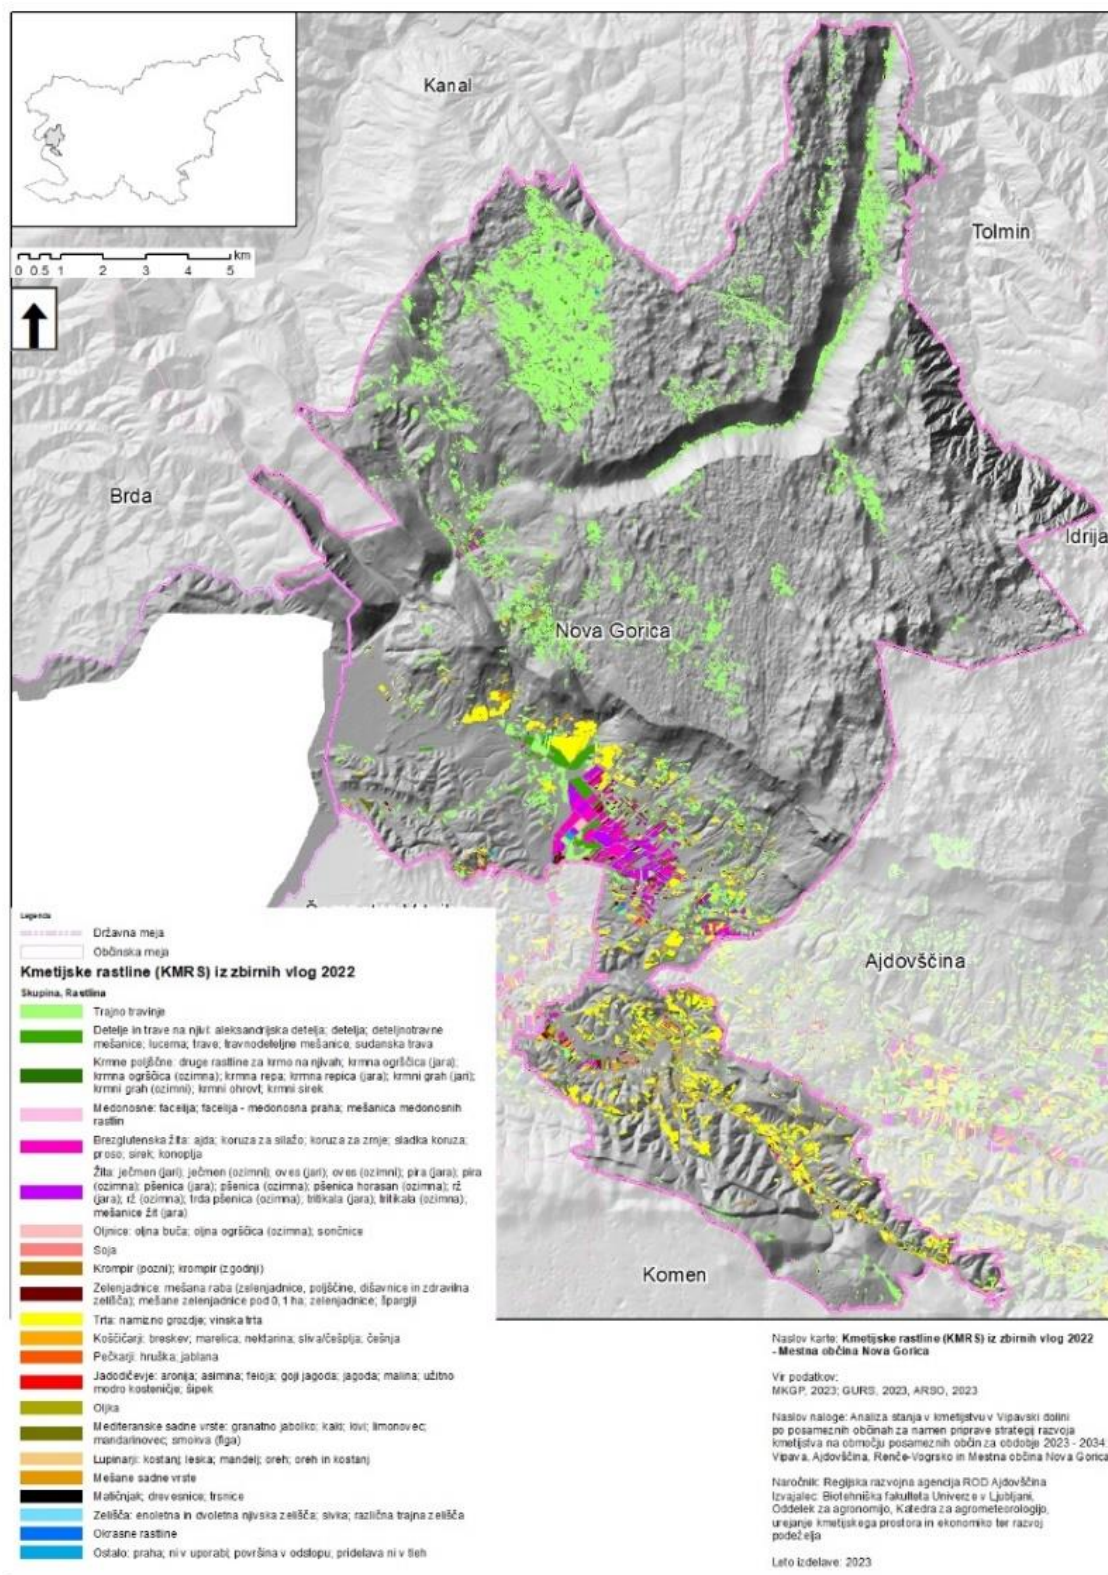 Kanal
Tolmin
km
0 0.5 1 2 3 4 5
Brda
Idrija
Nova Gorica
Ajdovščina
Komen
Legenda
Državna meja
Občinska meja
Kmetijske rastline (KMRS) iz zbirnih vlog 2022
Skupina, Rastlina
Trajno travinje
Detelje in trave na njivi: aleksandrijska detelja; detelja; deteljnotravne
mešanice; lucerna; trave; travnodeteljne mešanice; sudanska trava
Krmne poljščine: druge rastline za krmo na njivah; krmna ogrščica (jara);
krmna ogrščica (ozimna); krmna repa; krmna repica (jara); krmni grah (jari);
krmni grah (ozimni); krmni ohrovt; krmni sirek
Medonosne: facelija; facelija - medonosna praha; mešanica medonosnih
rastlin
Brezglutenska žita: ajda; koruza za silažo; koruza za zrnje; sladka koruza;
proso; sirek; konoplja
Žita: ječmen (jari); ječmen (ozimni); oves (jari); oves (ozimni); pira (jara); pira
(ozimna); pšenica (jara); pšenica (ozimna); pšenica horasan (ozimna); rž
(jara); rž (ozimna); trda pšenica (ozimna); tritikala (jara); tritikala (ozimna);
mešanice žit (jara)
Oljnice: oljna buča; oljna ogrščica (ozimna); sončnice
Soja
Krompir (pozni); krompir (zgodnji)
Zelenjadnice: mešana raba (zelenjadnice, poljščine, dišavnice in zdravilna
zelišča); mešane zelenjadnice pod 0,1 ha; zelenjadnice; šparglji
Trta: namizno grozdje; vinska trta
Koščičarji: breskev; marelica; nektarina; sliva/češplja; češnja
Pečkarji: hruška; jablana
Jadodičevje: aronija; asimina; feioja; goji jagoda; jagoda; malina; užitno
modro kosteničje; šipek
Oljka
Mediteranske sadne vrste: granatno jabolko; kaki; kivi; limonovec;
mandarinovec; smokva (figa)
Lupinarji: kostanj; leska; mandelj; oreh; oreh in kostanj
Mešane sadne vrste
Matičnjak; drevesnice; trsnice
Zelišča: enoletna in dvoletna njivska zelišča; sivka; različna trajna zelišča
Okrasne rastline
Ostalo: praha; ni v uporabi; površina v odstopu; pridelava ni v tleh
Naslov karte: Kmetijske rastline (KMRS) iz zbirnih vlog 2022
- Mestna občina Nova Gorica
Vir podatkov:
MKGP, 2023; GURS, 2023, ARSO, 2023
Naslov naloge: Analiza stanja v kmetijstvu v Vipavski dolini
po posameznih občinah za namen priprave strategij razvoja
kmetijstva na območju posameznih občin za obdobje 2023 - 2034:
Vipava, Ajdovščina, Renče-Vogrsko in Mestna občina Nova Gorica
Naročnik: Regijska razvojna agencija ROD Ajdovščina
Izvajalec: Biotehniška fakulteta Univerze v Ljubljani,
Oddelek za agronomijo, Katedra za agrometeorologijo,
urejanje kmetijskega prostora in ekonomiko ter razvoj
podeželja
Leto izdelave: 2023